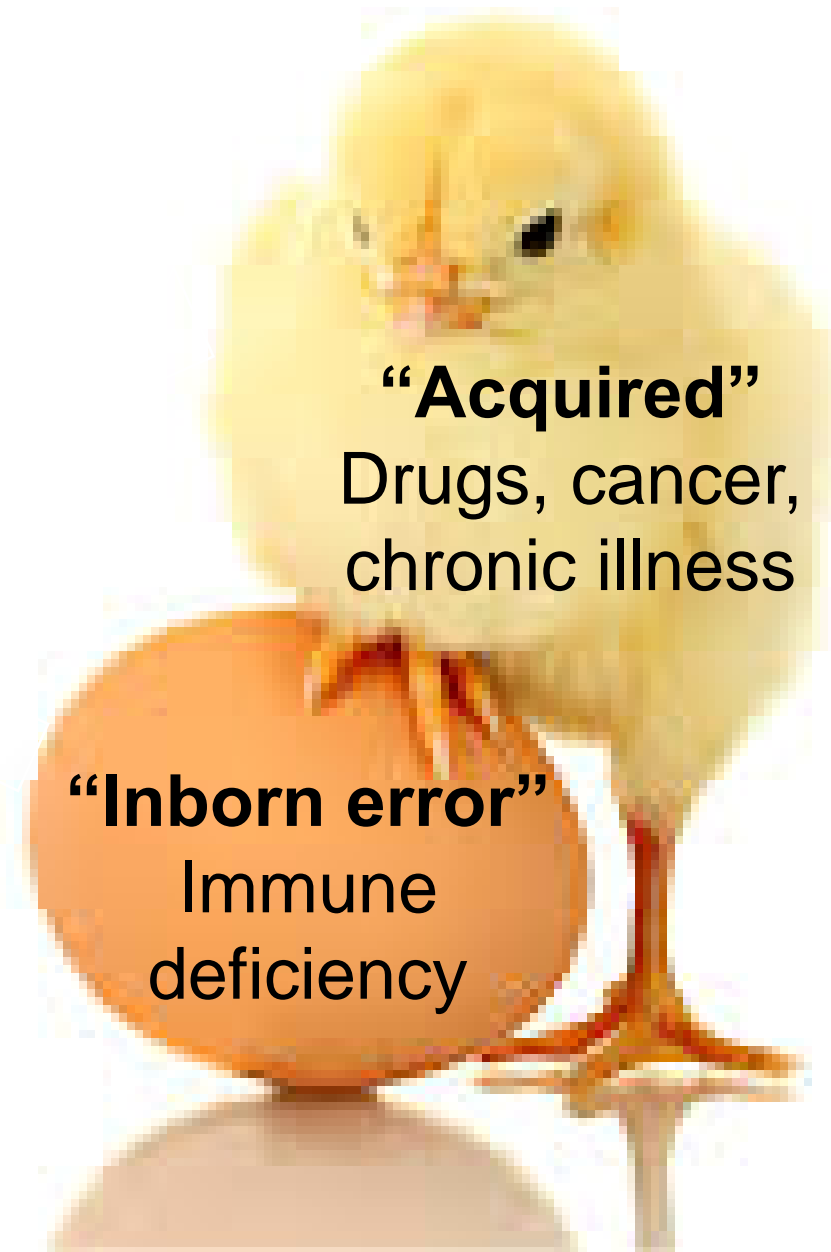 “Acquired”
Drugs, cancer,
chronic illness
“Inborn error”
Immune
deficiency